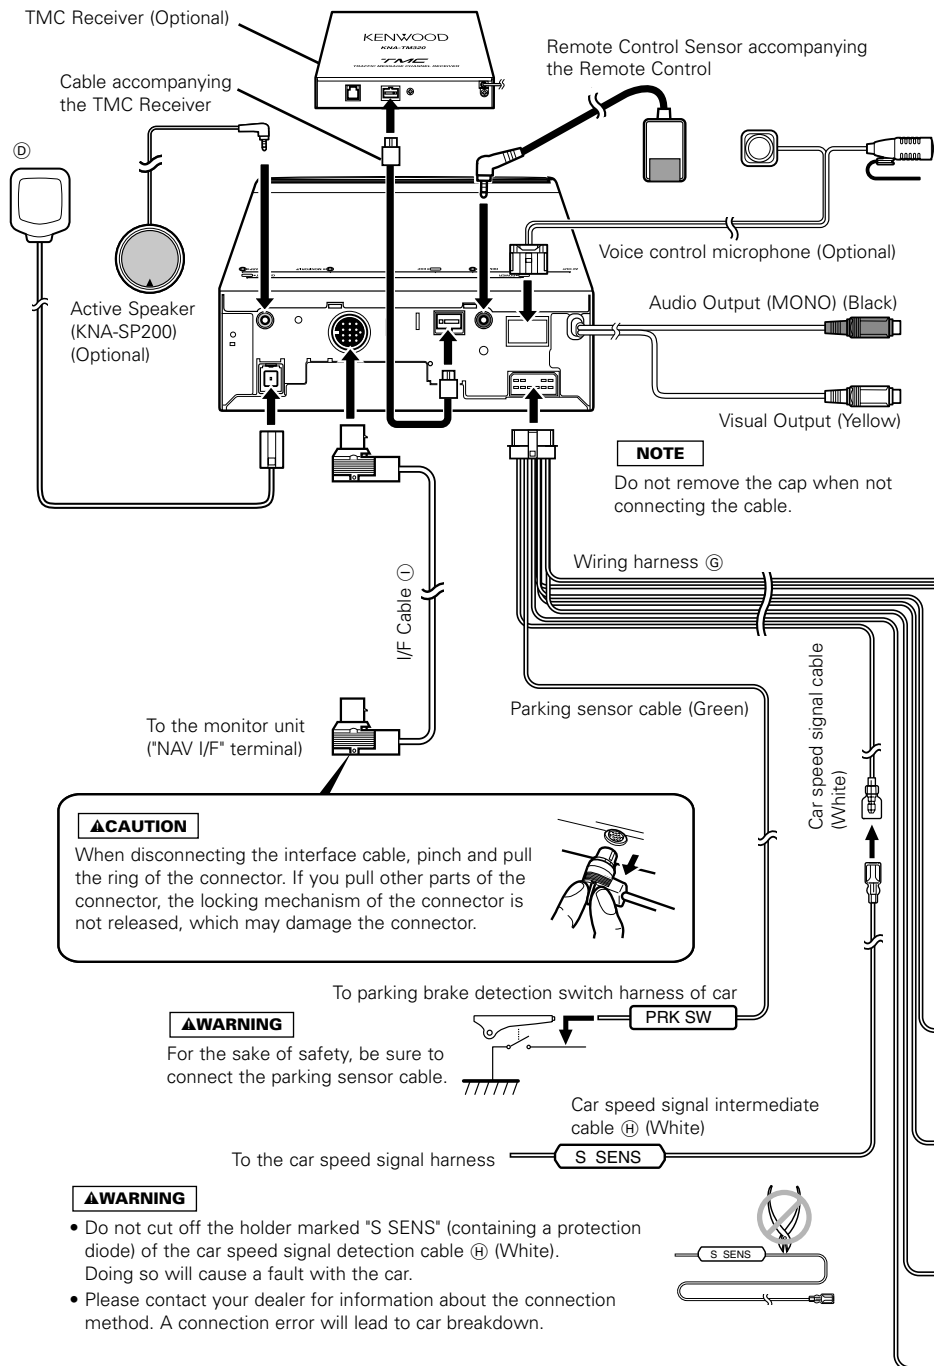 TMC Receiver (Optional)
KENWOOD
KNA-TM320
TMC
TRAFFIC MESSAGE CHANNEL RECEIVER
Remote Control Sensor accompanying
the Remote Control
Cable accompanying
the TMC Receiver
Ⓓ
Voice control microphone (Optional)
Active Speaker
(KNA-SP200)
(Optional)
Audio Output (MONO) (Black)
Visual Output (Yellow)
NOTE
Do not remove the cap when not
connecting the cable.
Wiring harness Ⓖ
I/F Cable Ⓘ
Parking sensor cable (Green)
Car speed signal cable
(White)
To the monitor unit
("NAV I/F" terminal)
⚠CAUTION
When disconnecting the interface cable, pinch and pull
the ring of the connector. If you pull other parts of the
connector, the locking mechanism of the connector is
not released, which may damage the connector.
To parking brake detection switch harness of car
PRK SW
⚠WARNING
For the sake of safety, be sure to
connect the parking sensor cable.
Car speed signal intermediate
cable Ⓗ (White)
To the car speed signal harness
S SENS
⚠WARNING
• Do not cut off the holder marked "S SENS" (containing a protection
diode) of the car speed signal detection cable Ⓗ (White).
Doing so will cause a fault with the car.
S SENS
• Please contact your dealer for information about the connection
method. A connection error will lead to car breakdown.